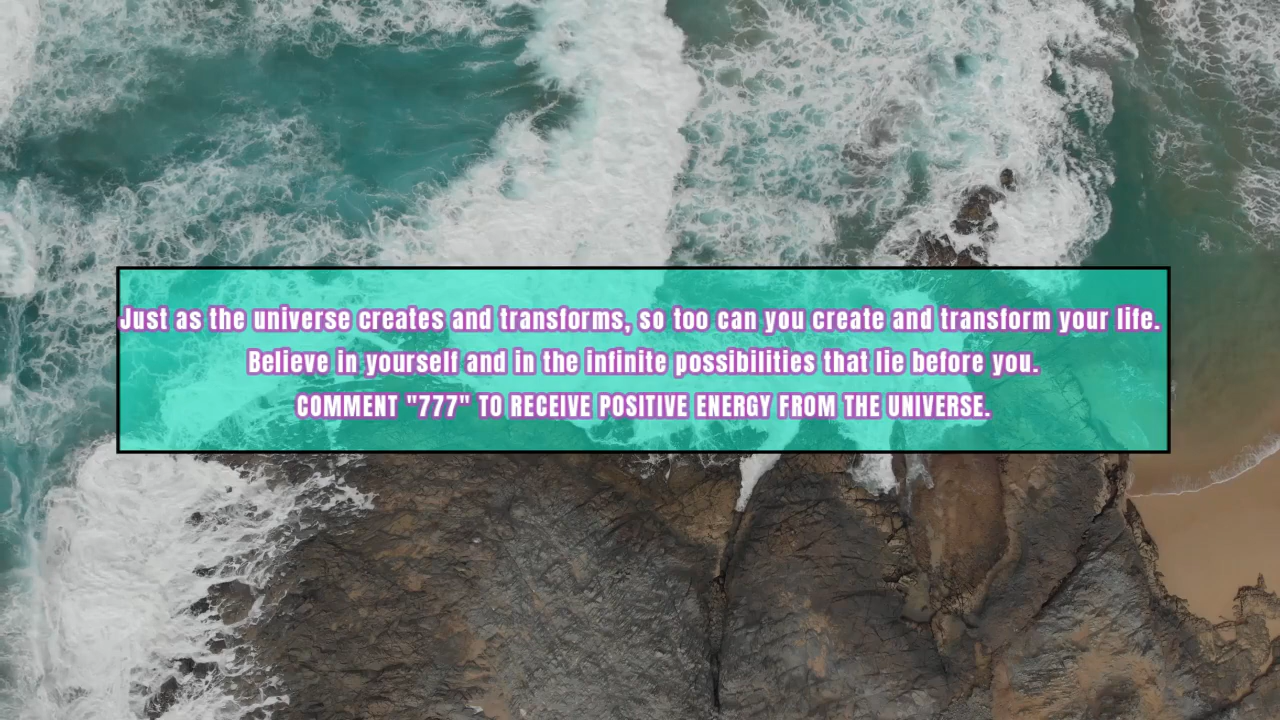 Just as the universe creates and transforms, so too can you create and transform your life.
Believe in yourself and in the infinite possibilities that lie before you.
COMMENT "777" TO RECEIVE POSITIVE ENERGY FROM THE UNIVERSE.